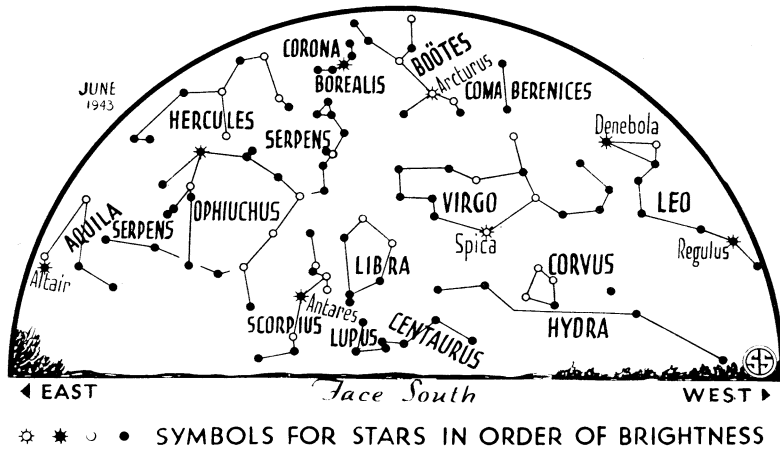 CORONA
BOREALIS
BOÖTES
Arcturus
COMA BERENICES
JUNE
1943
HERCULES
SERPENS
Denebola
AQUILA
SERPENS
OPHIUCHUS
VIRGO
LEO
Spica
Regulus
Altair
LIBRA
CORVUS
Antares
SCORPIUS
LUPUS
CENTAURUS
HYDRA
SS
EAST
Face South
WEST
SYMBOLS FOR STARS IN ORDER OF BRIGHTNESS